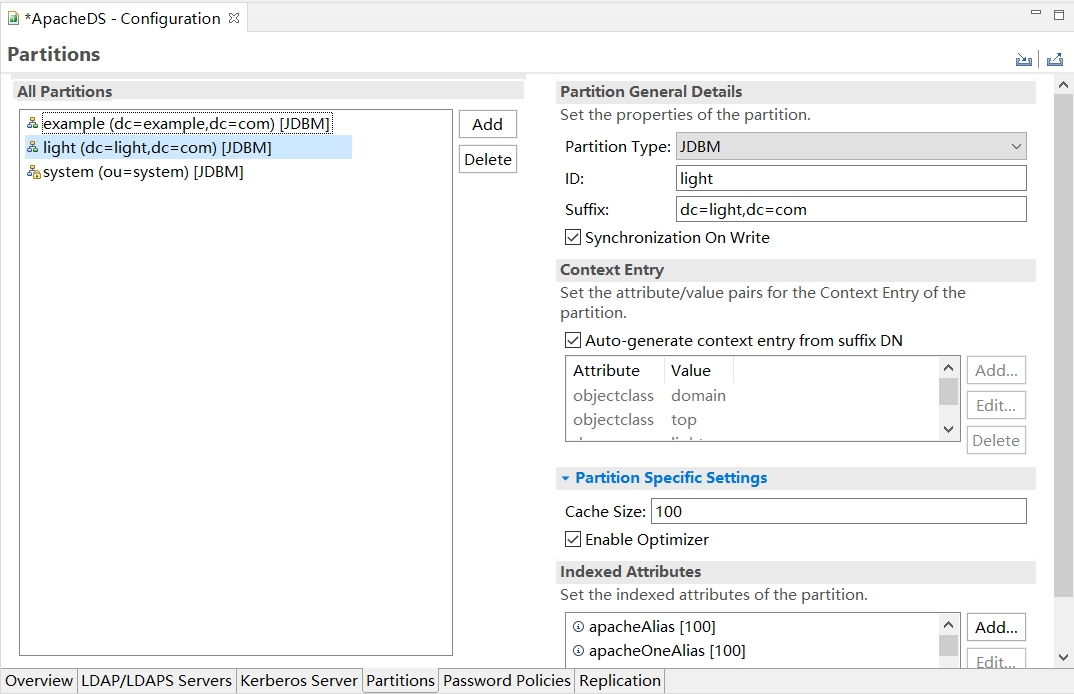 *ApacheDS - Configuration
Partitions
All Partitions
example (dc=example,dc=com) [JDBM]
light (dc=light,dc=com) [JDBM]
system (ou=system) [JDBM]
Add
Delete
Partition General Details
Set the properties of the partition.
Partition Type: JDBM
ID: light
Suffix: dc=light,dc=com
Synchronization On Write
Context Entry
Set the attribute/value pairs for the Context Entry of the
partition.
Auto-generate context entry from suffix DN
Attribute Value
objectclass domain
objectclass top
Add...
Edit...
Delete
Partition Specific Settings
Cache Size: 100
Enable Optimizer
Indexed Attributes
Set the indexed attributes of the partition.
apacheAlias [100]
apacheOneAlias [100]
Add...
Edit...
Overview LDAP/LDAPS Servers Kerberos Server Partitions Password Policies Replication